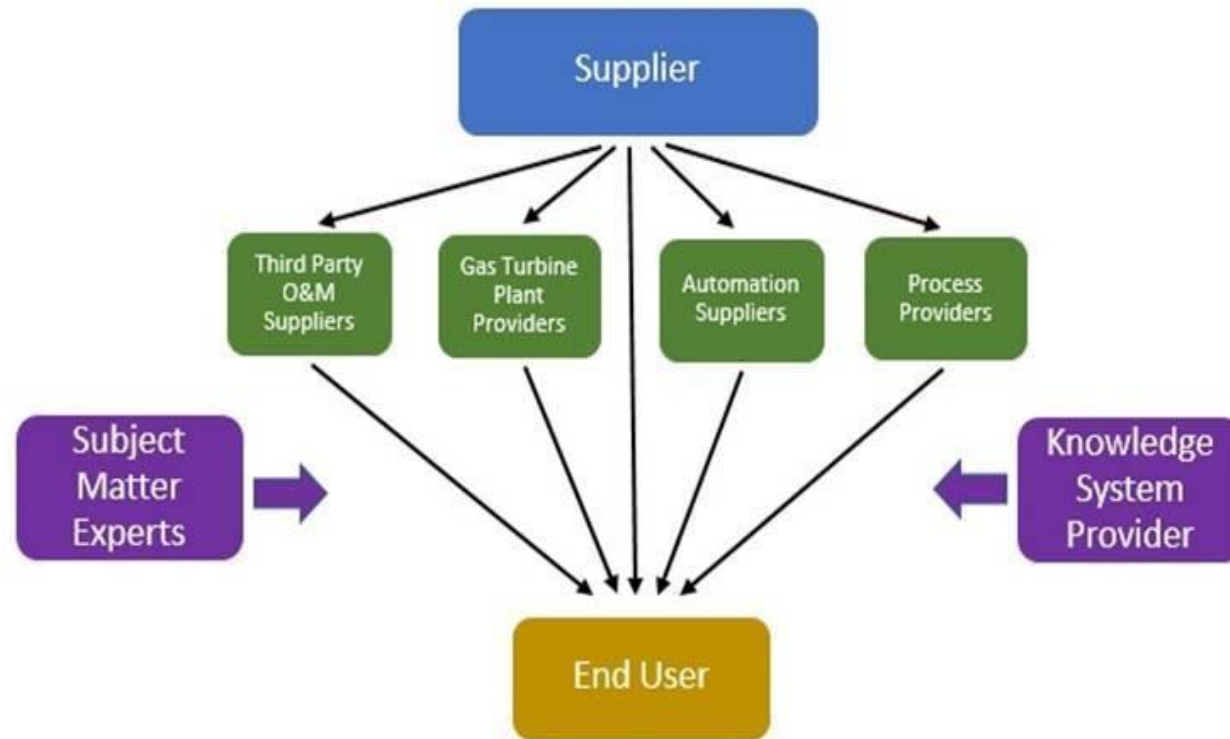 Supplier
Third Party
O&M
Suppliers
Gas Turbine
Plant
Providers
Automation
Suppliers
Process
Providers
Subject
Matter
Experts
Knowledge
System
Provider
End User